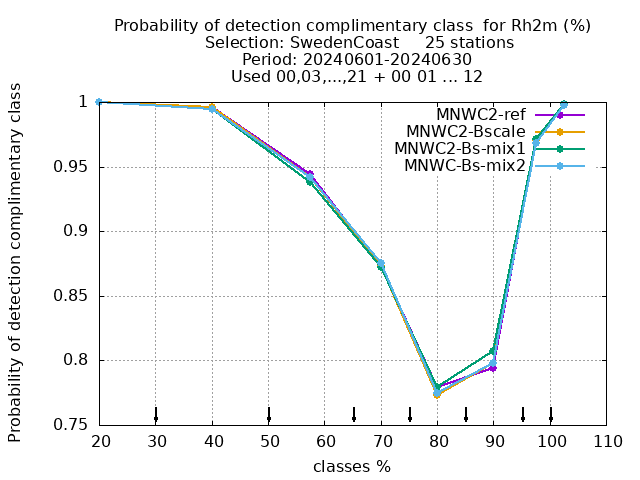 Probability of detection complimentary class  for Rh2m (%)
Selection: SwedenCoast     25 stations
Period: 20240601-20240630
Used 00,03,...,21 + 00 01 ... 12
Probability of detection complimentary class
1
0.95
0.9
0.85
0.8
0.75
MNWC2-ref
MNWC2-Bscale
MNWC2-Bs-mix1
MNWC-Bs-mix2
20 30 40 50 60 70 80 90 100 110
classes %